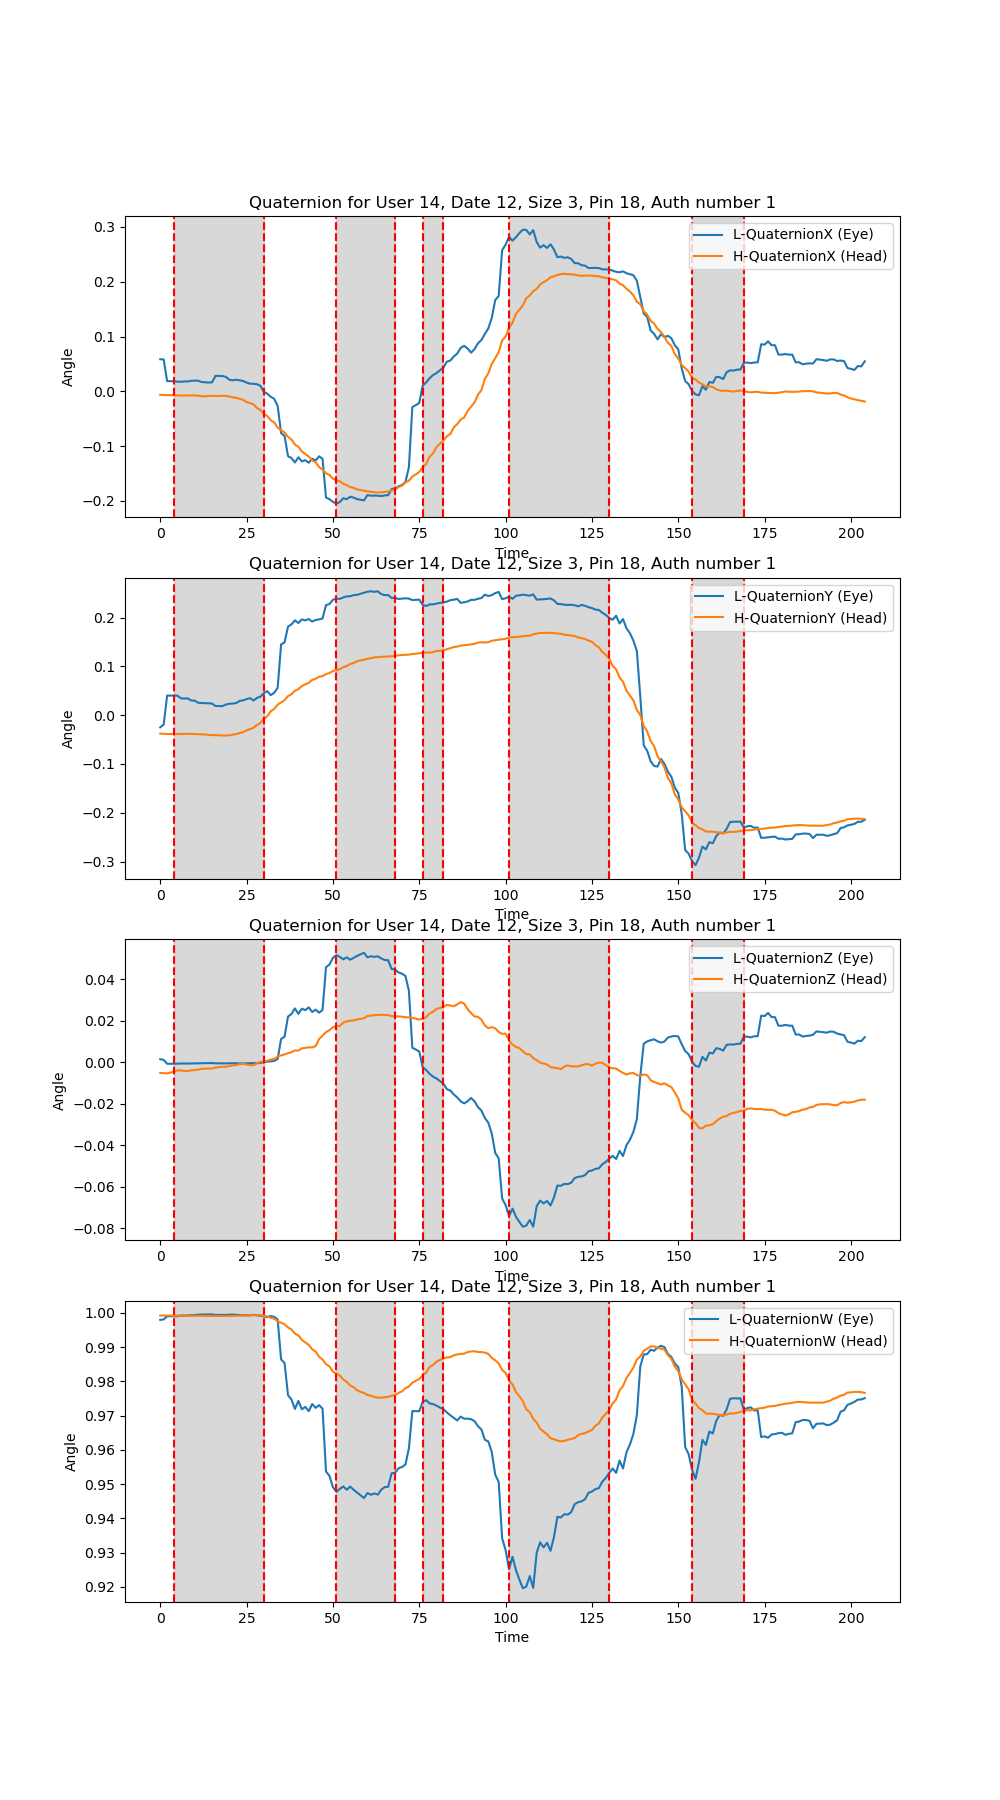 Quaternion for User 14, Date 12, Size 3, Pin 18, Auth number 1
L-QuaternionX (Eye)
H-QuaternionX (Head)
0.3
0.2
0.1
0.0
−0.1
−0.2
Angle
0 25 50 75 100 125 150 175 200
Time
Quaternion for User 14, Date 12, Size 3, Pin 18, Auth number 1
L-QuaternionY (Eye)
H-QuaternionY (Head)
0.2
0.1
0.0
−0.1
−0.2
−0.3
Angle
0 25 50 75 100 125 150 175 200
Time
Quaternion for User 14, Date 12, Size 3, Pin 18, Auth number 1
L-QuaternionZ (Eye)
H-QuaternionZ (Head)
0.04
0.02
0.00
−0.02
−0.04
−0.06
−0.08
Angle
0 25 50 75 100 125 150 175 200
Time
Quaternion for User 14, Date 12, Size 3, Pin 18, Auth number 1
L-QuaternionW (Eye)
H-QuaternionW (Head)
1.00
0.99
0.98
0.97
0.96
0.95
0.94
0.93
0.92
Angle
0 25 50 75 100 125 150 175 200
Time